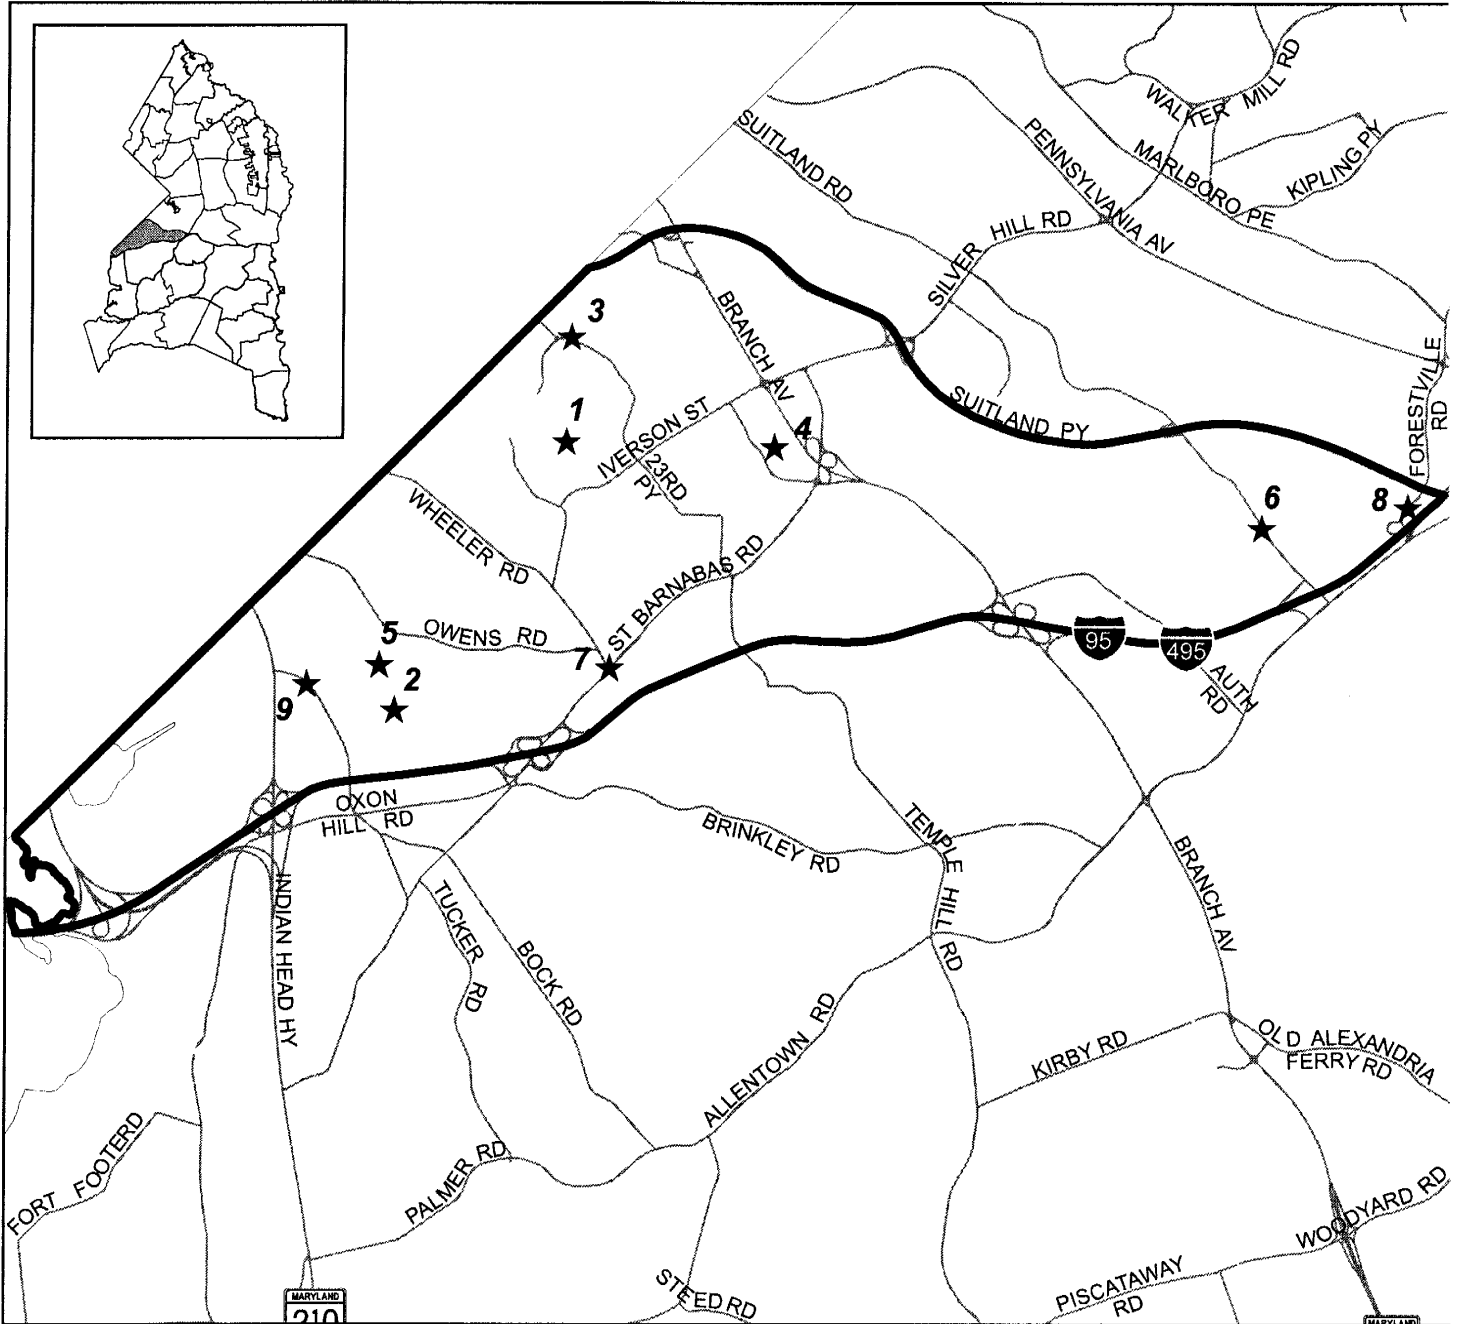 WALKER MILL RD
SUITLAND RD
PENNSYLVANIA AV
MARLBORO PE
KIPLING PY
SILVER HILL RD
3
BRANCH AV
FORESTVILLE
RD
1
IVERSON ST
4
SUITLAND PY
23RD
PY
WHEELER RD
6
8
ST BARNABAS RD
5
OWENS RD
7
2
9
95
495
AUTH
RD
OXON
HILL RD
BRINKLEY RD
TEMPLE HILL RD
BRANCH AV
INDIAN HEAD HY
TUCKER RD
BOCK RD
ALLENTOWN RD
KIRBY RD
OLD ALEXANDRIA
FERRY RD
FORT FOOTERD
PALMER RD
WOODYARD RD
STEED RD
PISCATAWAY
RD
MARYLAND
210
MARYLAND